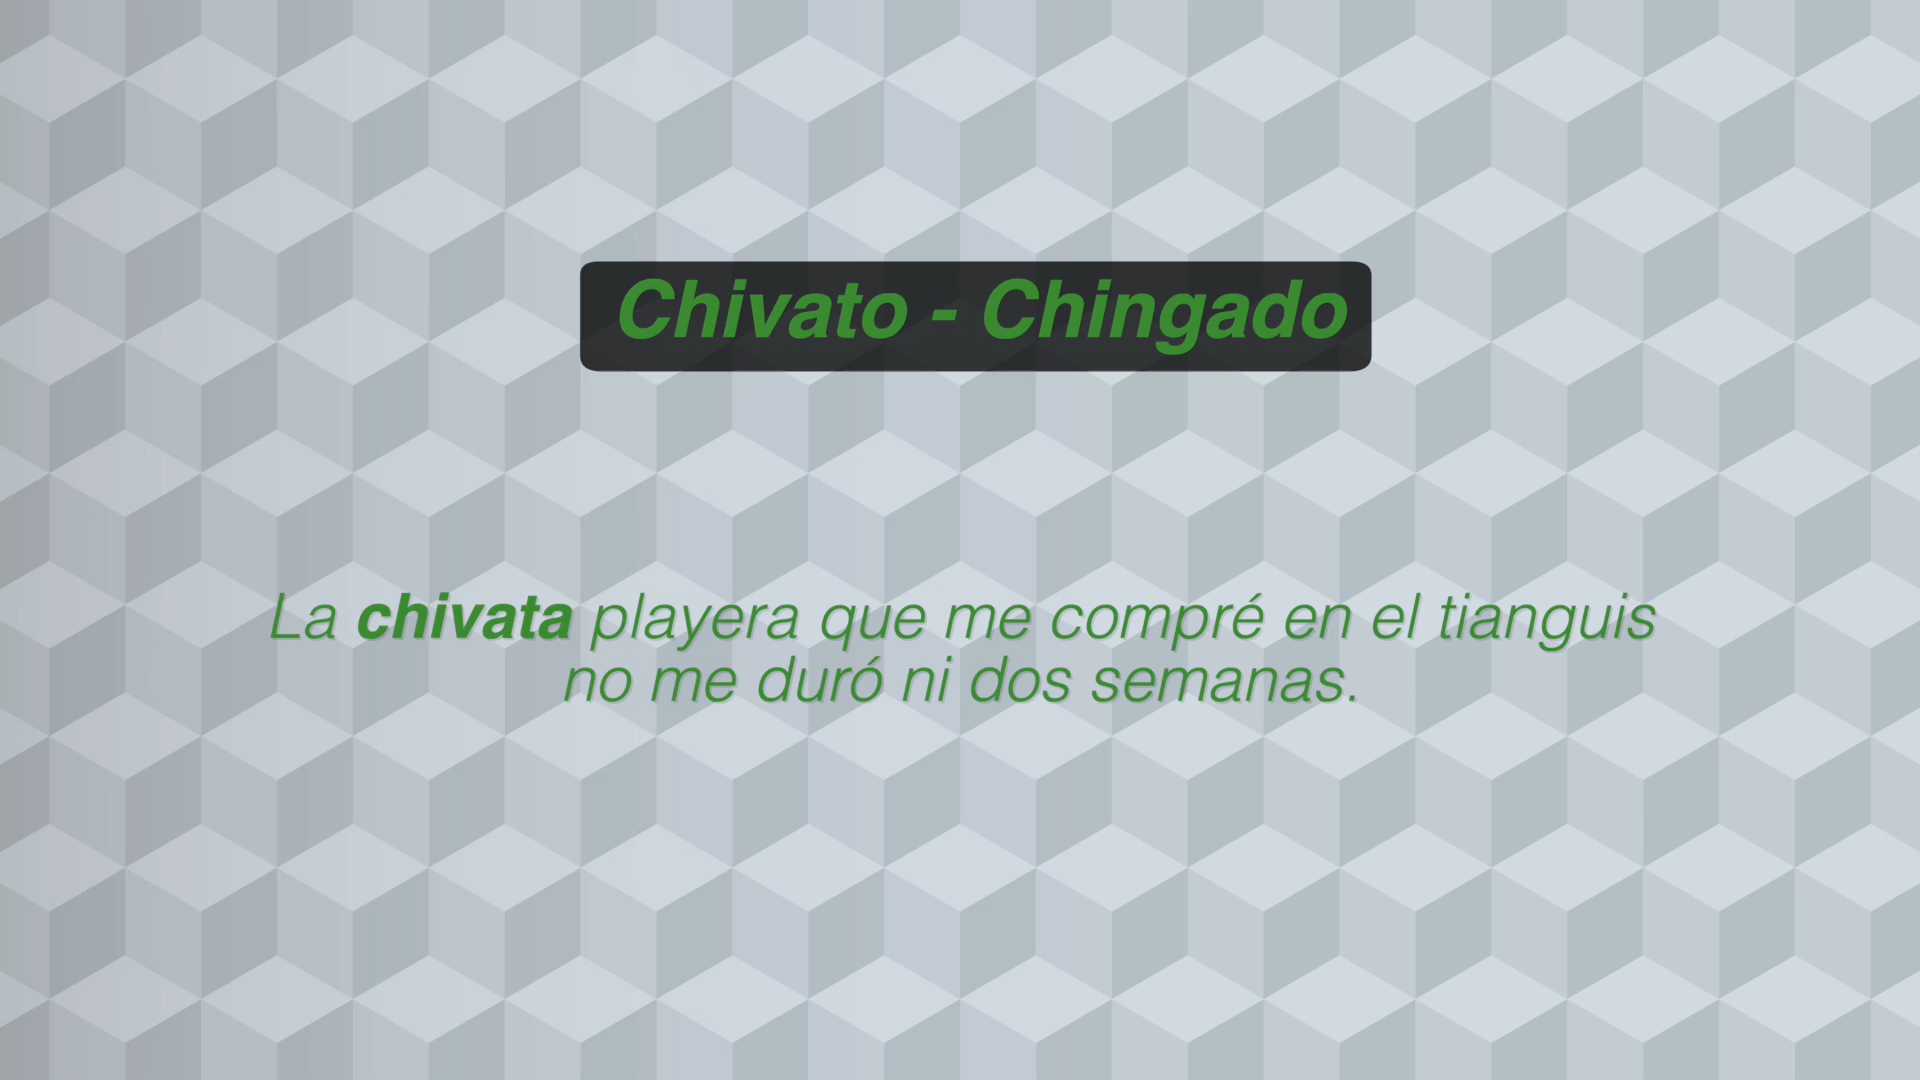 Chivato - Chingado
La chivata playera que me compré en el tianguis
no me duró ni dos semanas.